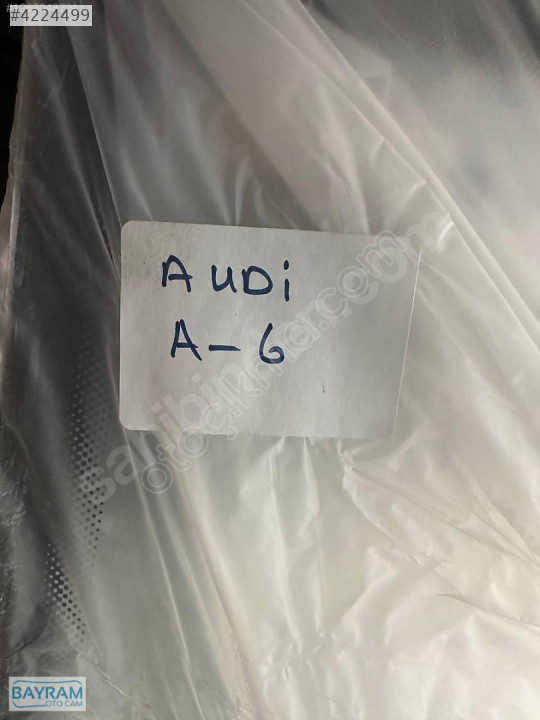 #4224499
AUDi
A-6
sahibinden.com
BAYRAM
OTO CAM